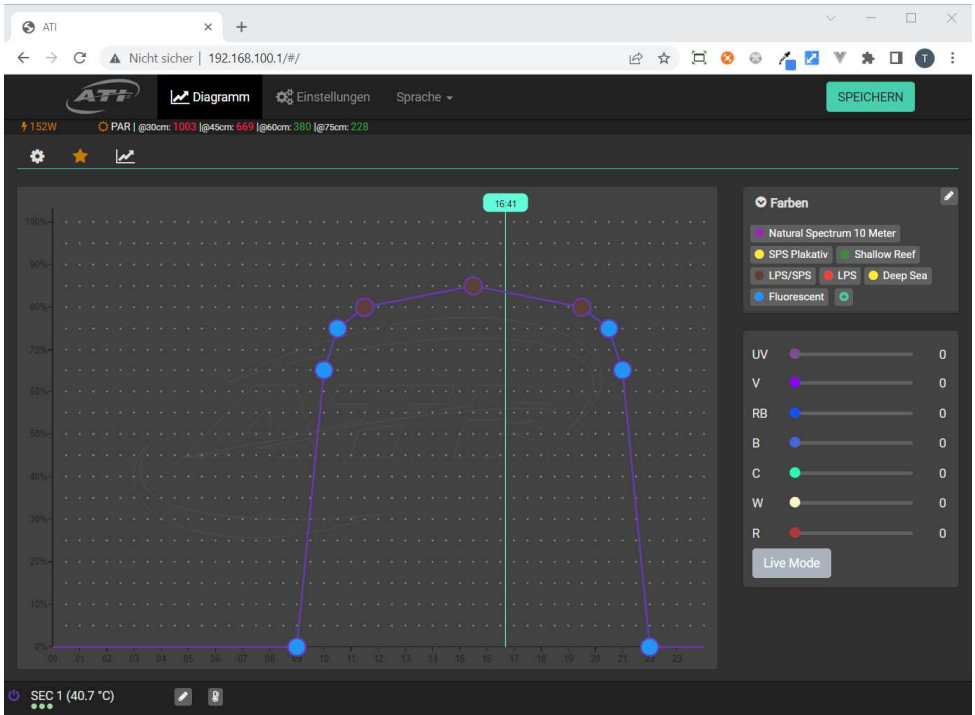 ATI
Nicht sicher | 192.168.100.1/#/
T
ATI
Diagramm
Einstellungen
Sprache
SPEICHERN
152W
PAR | @30cm: 1003 |@45cm: 669 |@60cm: 380 |@75cm: 228
16:41
100%
90%
80%
70%
60%
50%
40%
30%
20%
10%
0%
00 01 02 03 04 05 06 07 08 09 10 11 12 13 14 15 16 17 18 19 20 21 22 23
Farben
Natural Spectrum 10 Meter
SPS Plakativ Shallow Reef
LPS/SPS LPS Deep Sea
Fluorescent
UV 0
V 0
RB 0
B 0
C 0
W 0
R 0
Live Mode
SEC 1 (40.7 °C)